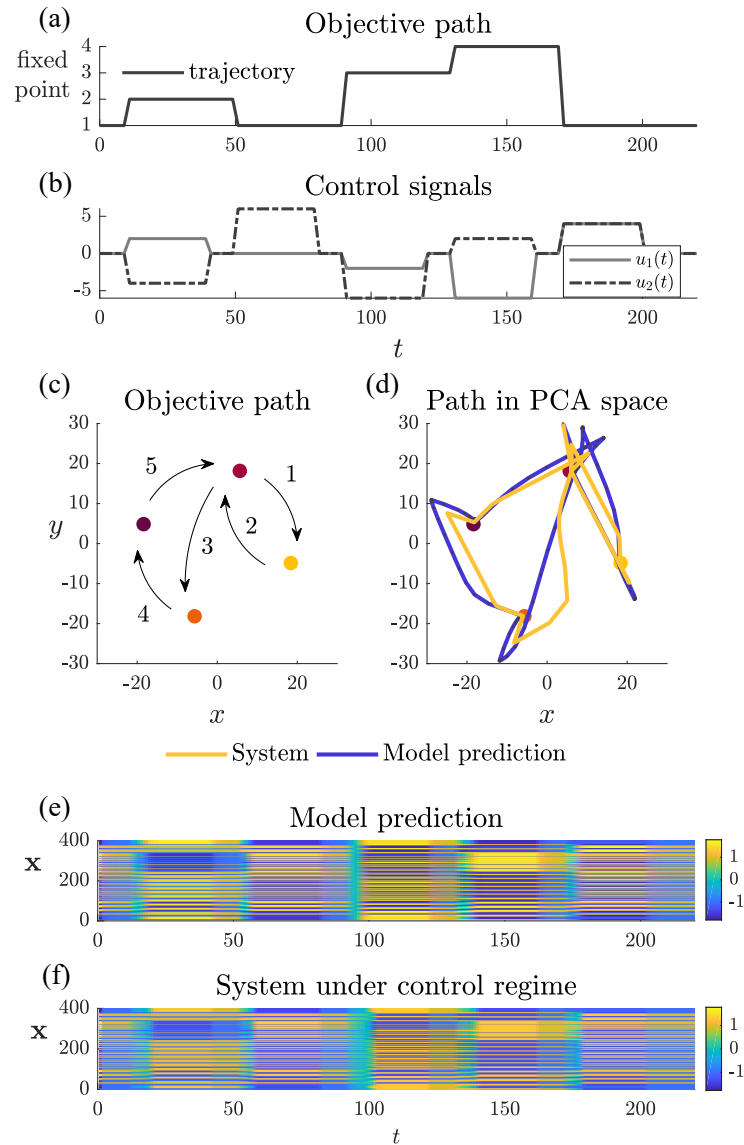 (a)
Objective path
fixed
point
4
3
2
1
trajectory
0
50
100
150
200
(b)
Control signals
5
0
-5
u₁(t)
u₂(t)
0
50
100
150
200
t
(c)
Objective path
30
20
10
0
-10
-20
-30
y
5
1
2
3
4
-20
0
20
x
(d)
Path in PCA space
30
20
10
0
-10
-20
-30
-20
0
20
x
System
Model prediction
(e)
Model prediction
x
400
200
0
1
0
-1
0
50
100
150
200
(f)
System under control regime
x
400
200
0
1
0
-1
0
50
100
150
200
t